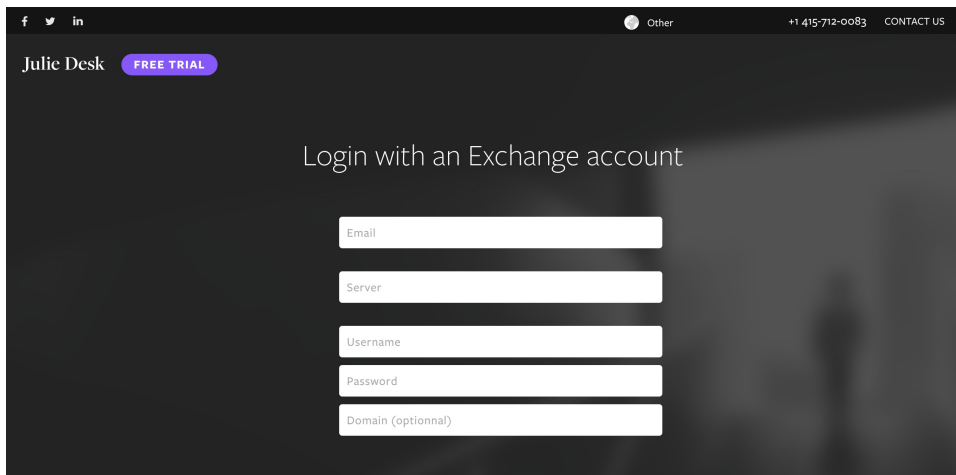 f in Other +1 415-712-0083 CONTACT US
Julie Desk FREE TRIAL
Login with an Exchange account
Email
Server
Username
Password
Domain (optionnal)